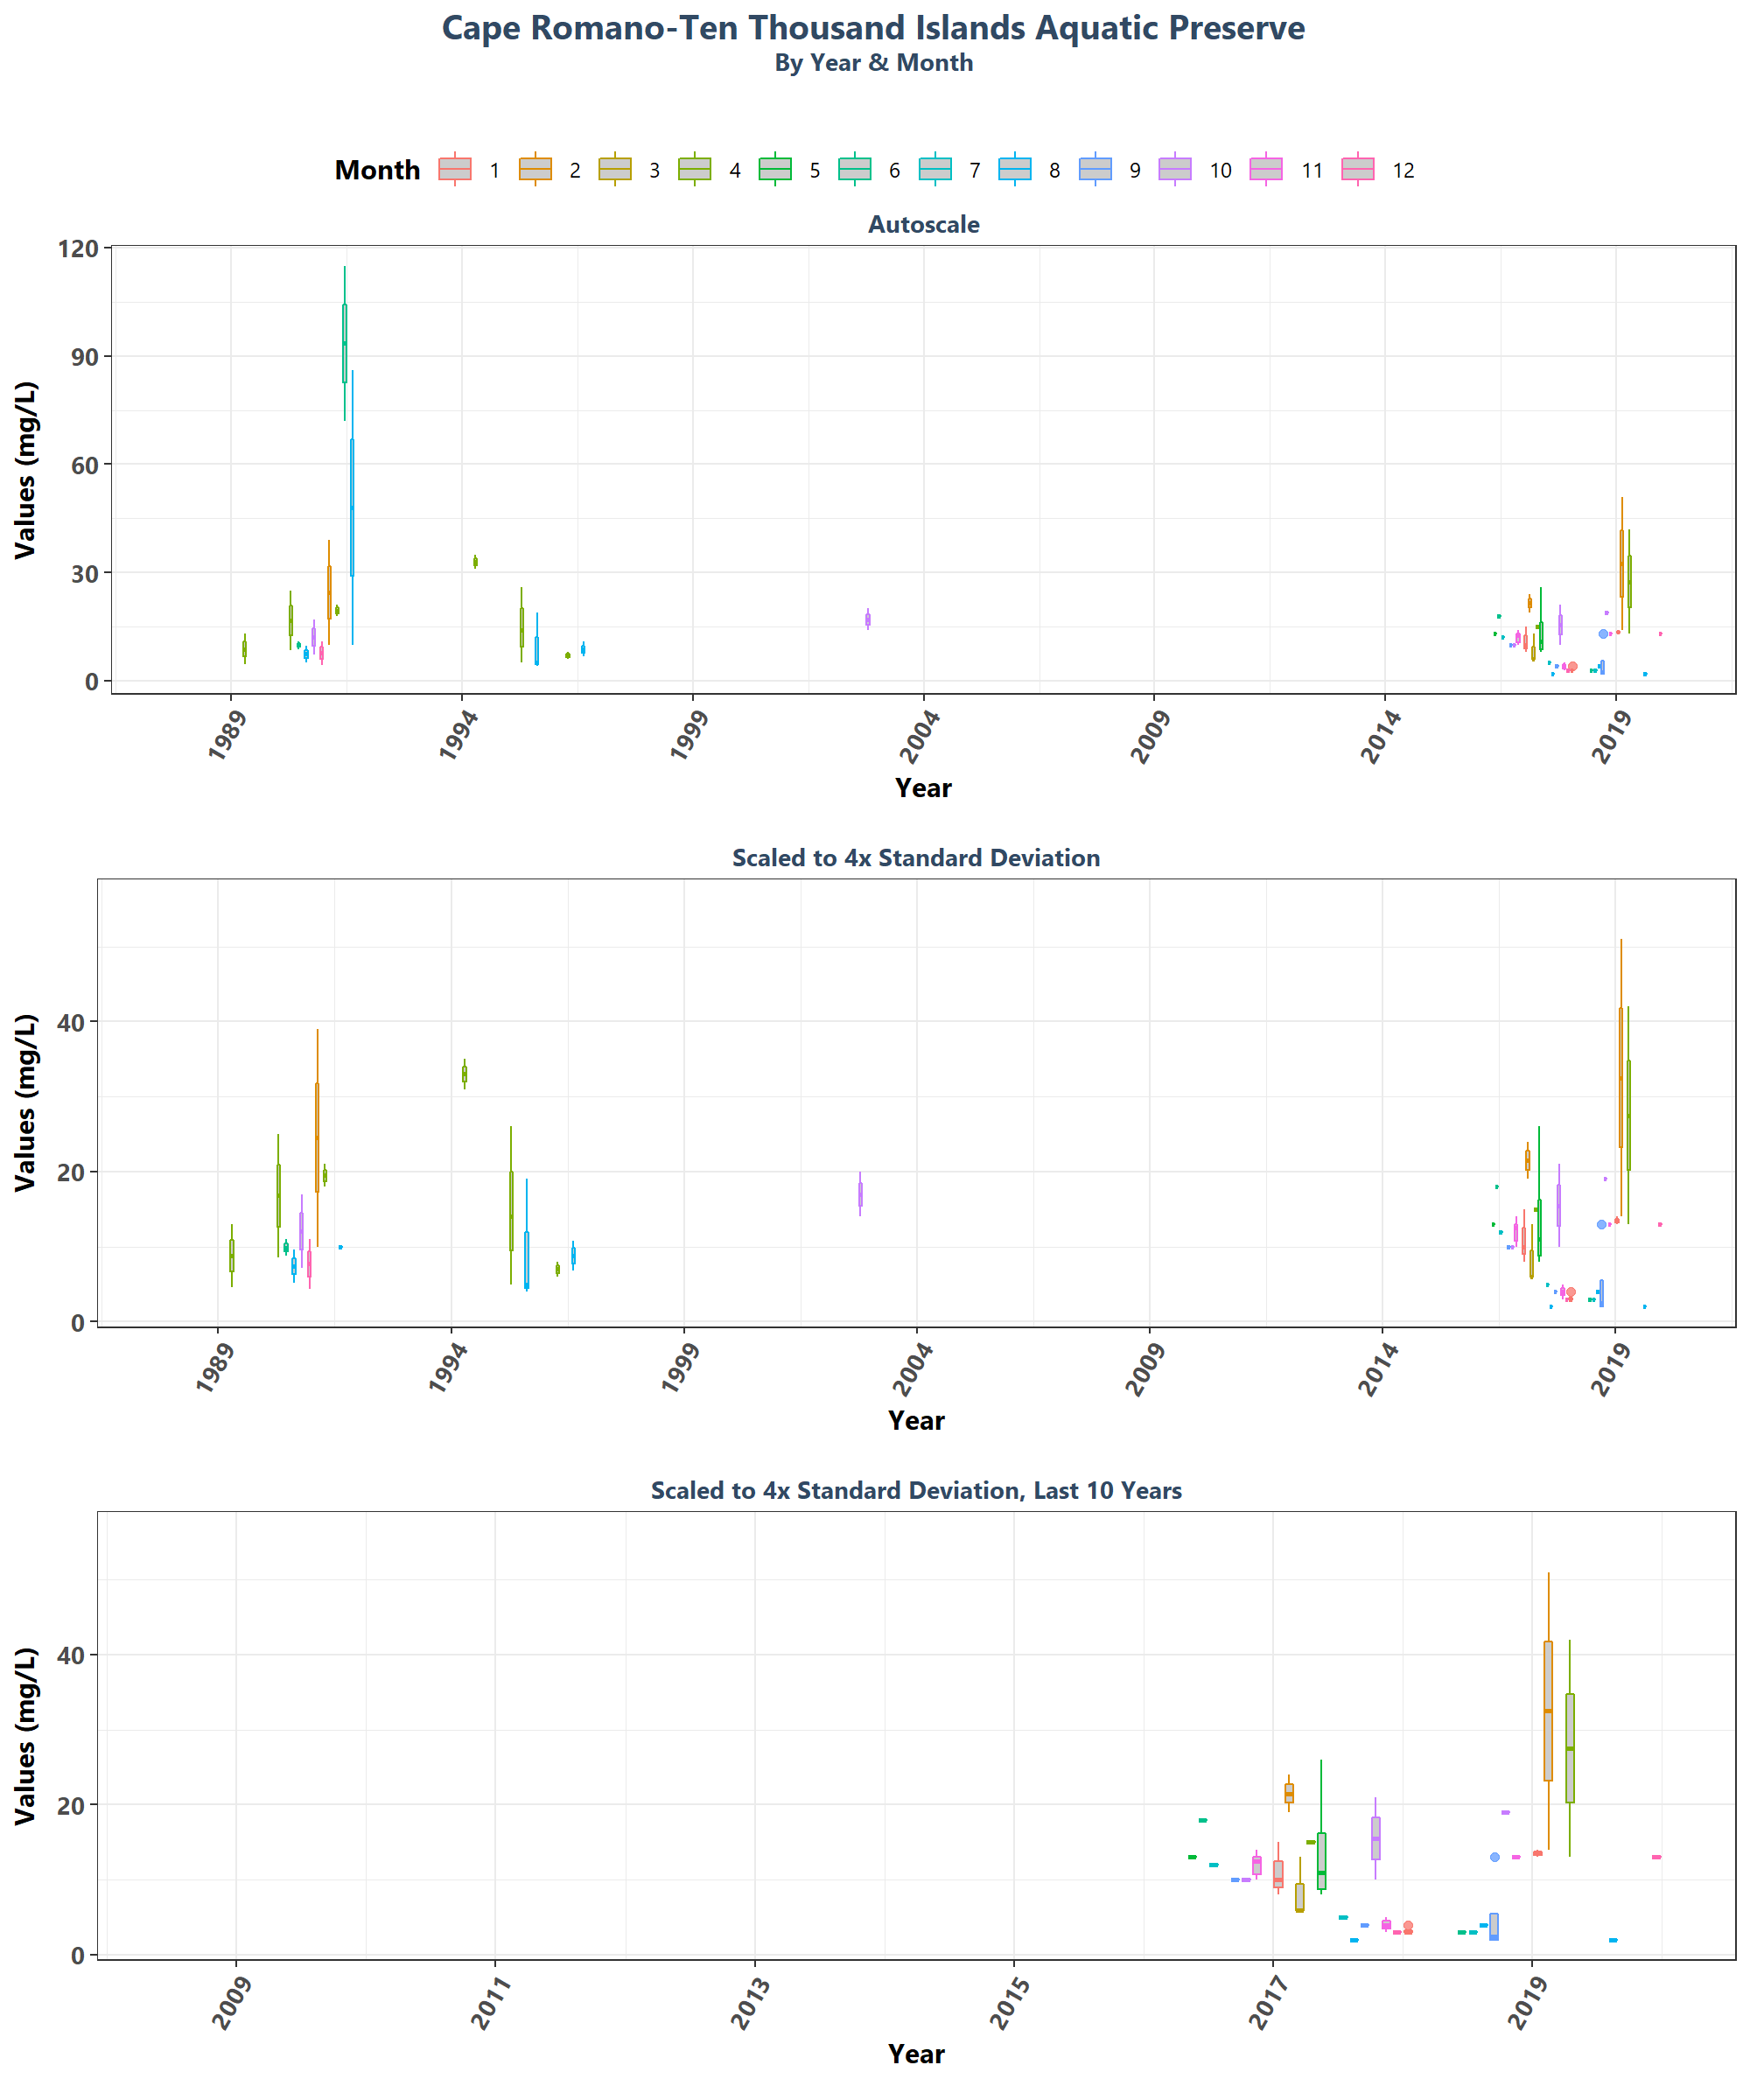 Cape Romano-Ten Thousand Islands Aquatic Preserve
By Year & Month
Month 1 2 3 4 5 6 7 8 9 10 11 12
Autoscale
Values (mg/L)
120
90
60
30
0
1989 1994 1999 2004 2009 2014 2019
Year
Scaled to 4x Standard Deviation
Values (mg/L)
40
20
0
1989 1994 1999 2004 2009 2014 2019
Year
Scaled to 4x Standard Deviation, Last 10 Years
Values (mg/L)
40
20
0
2009 2011 2013 2015 2017 2019
Year